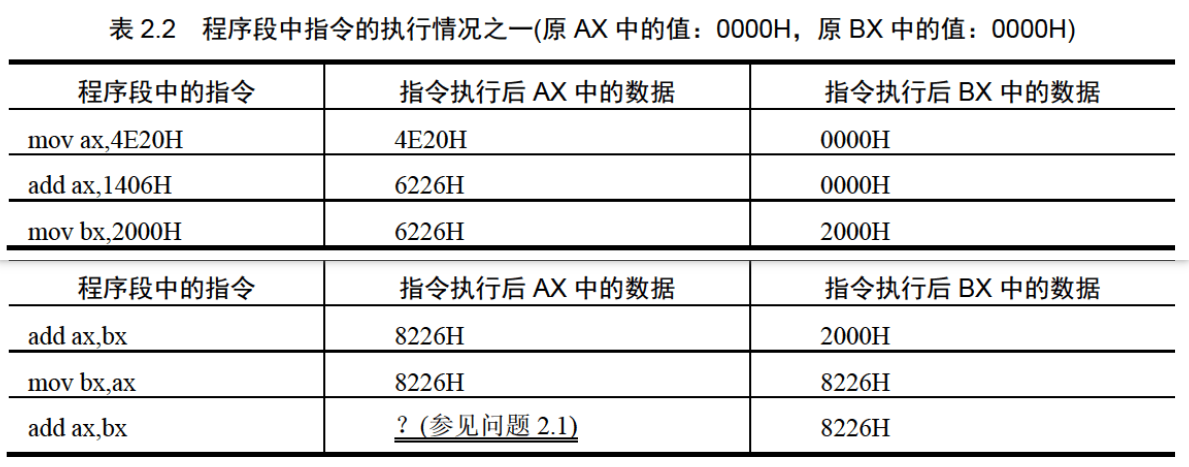 表 2.2 程序段中指令的执行情况之一(原 AX 中的值：0000H，原 BX 中的值：0000H)
程序段中的指令 指令执行后 AX 中的数据 指令执行后 BX 中的数据
mov ax,4E20H 4E20H 0000H
add ax,1406H 6226H 0000H
mov bx,2000H 6226H 2000H
程序段中的指令 指令执行后 AX 中的数据 指令执行后 BX 中的数据
add ax,bx 8226H 2000H
mov bx,ax 8226H 8226H
add ax,bx ？(参见问题 2.1) 8226H